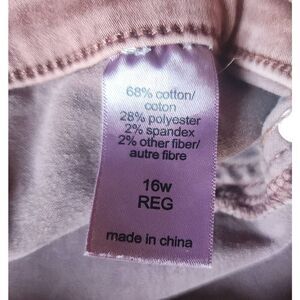 68% cotton/
coton
28% polyester
2% spandex
2% other fiber/
autre fibre
16w
REG
made in china